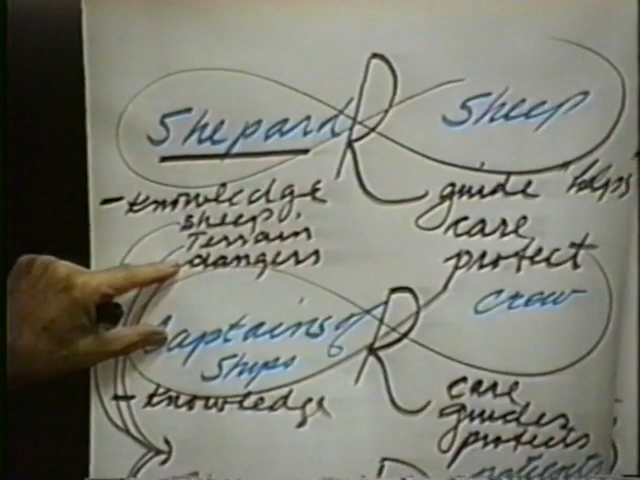 Shepard R Sheep
- Knowledge guide "helps"
sheep, care
Terrain protect
dangers
Captains of R crew
Ships
- Knowledge care
guides
protects